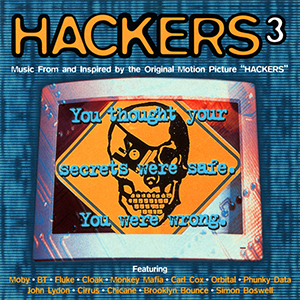 HACKERS 3
Music From and Inspired by the Original Motion Picture "HACKERS"
You thought your
secrets were safe.
You were wrong.
Featuring
Moby • BT • Fluke • Cloak • Monkey Mafia • Carl Cox • Orbital • Phunky Data
John Lydon • Cirrus • Chicane • Brooklyn Bounce • Simon Boswell